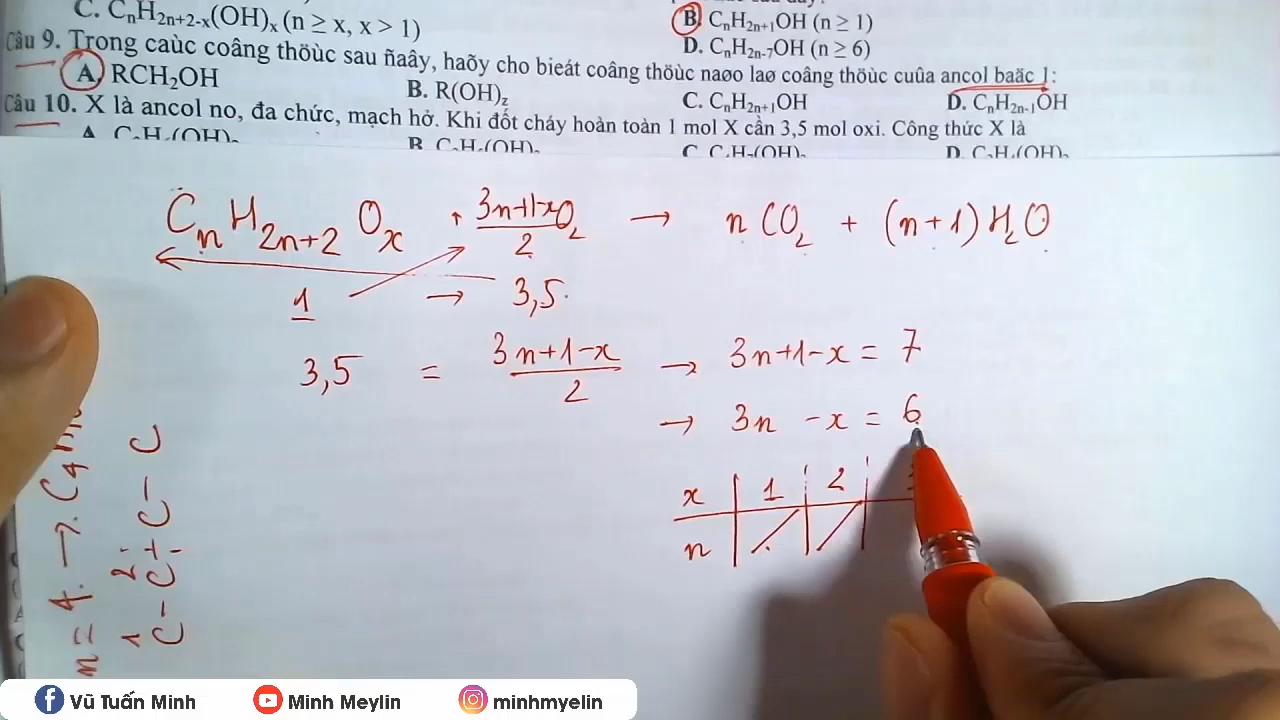 C. CₙH₂ₙ₊₂₋ₓ(OH)ₓ (n ≥ x, x > 1)
B. CₙH₂ₙ₊₁OH (n ≥ 1)
D. CₙH₂ₙ₋₇OH (n ≥ 6)
Câu 9. Trong caùc coâng thöùc sau ñaây, haõy cho bieát coâng thöùc naøo laø coâng thöùc cuûa ancol baäc 1:
A. RCH₂OH
B. R(OH)z
C. CₙH₂ₙ₊₁OH
D. CₙH₂ₙ₋₁OH
Câu 10. X là ancol no, đa chức, mạch hở. Khi đốt cháy hoàn toàn 1 mol X cần 3,5 mol oxi. Công thức X là
CₙH₂ₙ₊₂Oₓ + (3n+1-x)/2 O₂ → nCO₂ + (n+1)H₂O
1 → 3,5
3,5 = (3n+1-x)/2 → 3n+1-x = 7
→ 3n - x = 6
x 1 2
n
n = 4. →
1 2
C - C - C - C
Vũ Tuấn Minh
Minh Meylin
minhmyelin